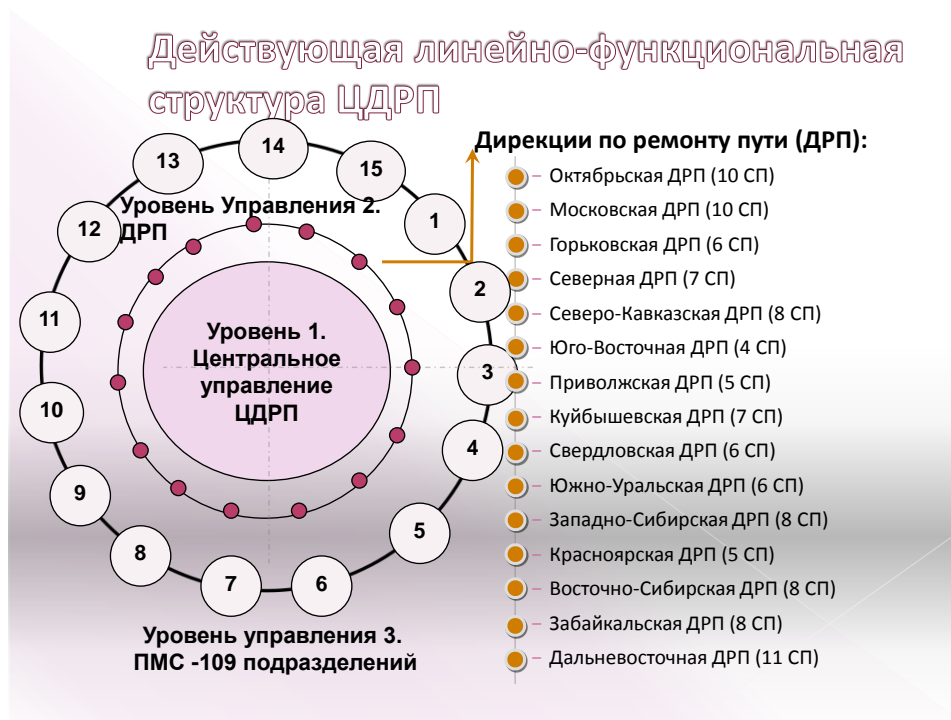 Действующая линейно-функциональная
структура ЦДРП
Дирекции по ремонту пути (ДРП):
Октябрьская ДРП (10 СП)
Московская ДРП (10 СП)
Горьковская ДРП (6 СП)
Северная ДРП (7 СП)
Северо-Кавказская ДРП (8 СП)
Юго-Восточная ДРП (4 СП)
Приволжская ДРП (5 СП)
Куйбышевская ДРП (7 СП)
Свердловская ДРП (6 СП)
Южно-Уральская ДРП (6 СП)
Западно-Сибирская ДРП (8 СП)
Красноярская ДРП (5 СП)
Восточно-Сибирская ДРП (8 СП)
Забайкальская ДРП (8 СП)
Дальневосточная ДРП (11 СП)
Уровень Управления 2.
ДРП
Уровень 1.
Центральное
управление
ЦДРП
1
2
3
4
5
6
7
8
9
10
11
12
13
14
15
Уровень управления 3.
ПМС -109 подразделений